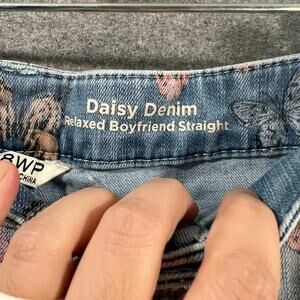 Daisy Denim
Relaxed Boyfriend Straight
8WP
CHINA